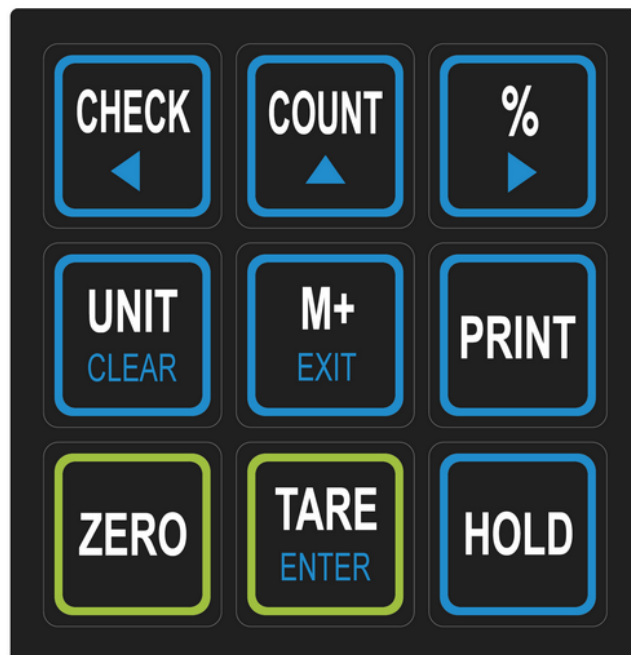 CHECK
COUNT
%
UNIT
CLEAR
M+
EXIT
PRINT
ZERO
TARE
ENTER
HOLD